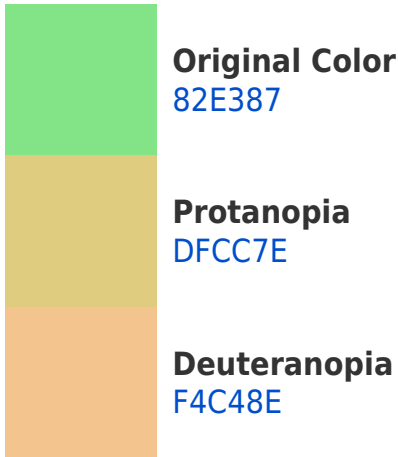 Original Color
82E387
Protanopia
DFCC7E
Deuteranopia
F4C48E